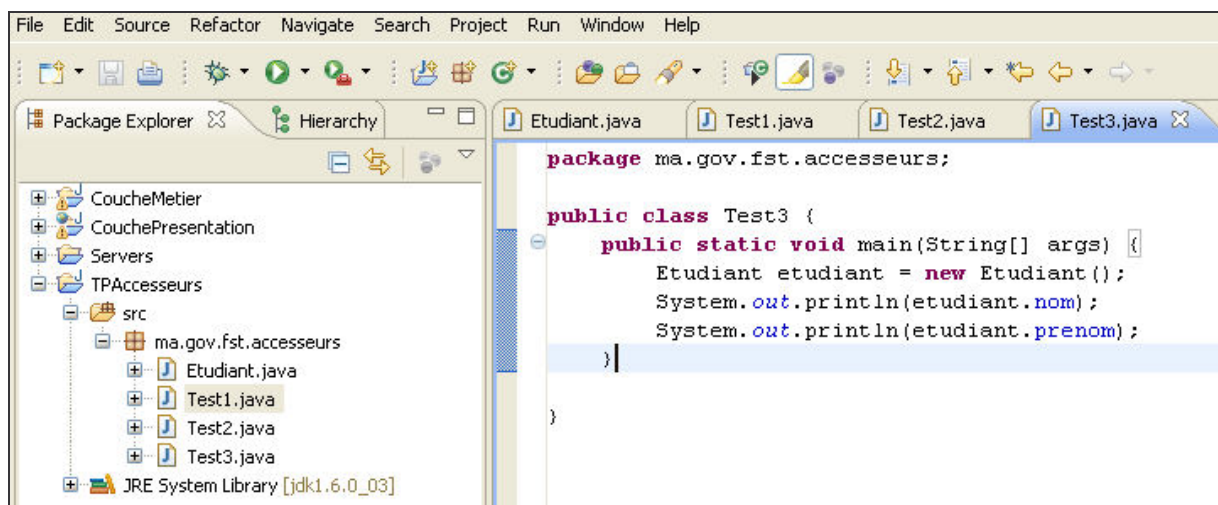 File Edit Source Refactor Navigate Search Project Run Window Help
Package Explorer Hierarchy
CoucheMetier
CouchePresentation
Servers
TPAccesseurs
src
ma.gov.fst.accesseurs
Etudiant.java
Test1.java
Test2.java
Test3.java
JRE System Library [jdk1.6.0_03]
Etudiant.java Test1.java Test2.java Test3.java
package ma.gov.fst.accesseurs;
public class Test3 {
public static void main(String[] args) {
Etudiant etudiant = new Etudiant();
System.out.println(etudiant.nom);
System.out.println(etudiant.prenom);
}
}